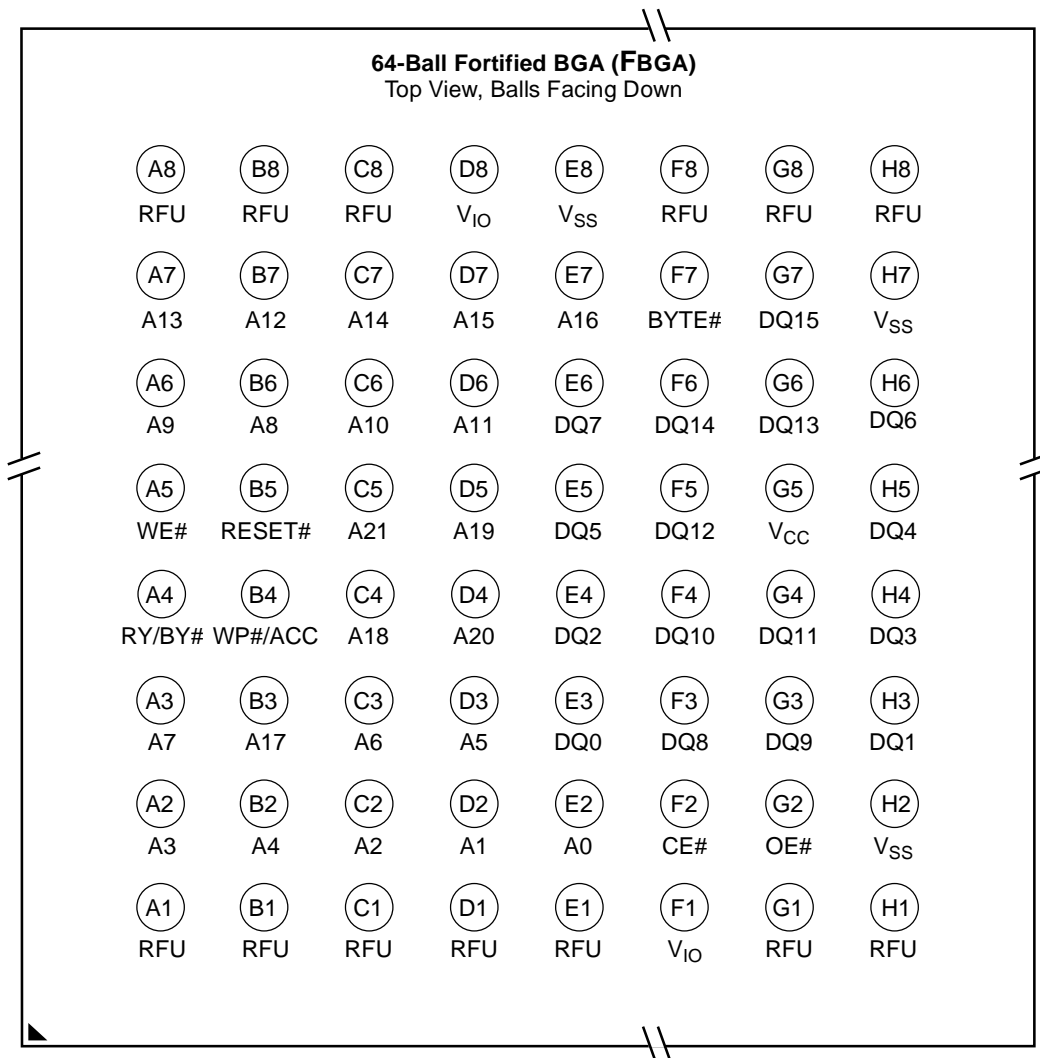 64-Ball Fortified BGA (FBGA)
Top View, Balls Facing Down
A8 B8 C8 D8 E8 F8 G8 H8
RFU RFU RFU VIO VSS RFU RFU RFU
A7 B7 C7 D7 E7 F7 G7 H7
A13 A12 A14 A15 A16 BYTE# DQ15 VSS
A6 B6 C6 D6 E6 F6 G6 H6
A9 A8 A10 A11 DQ7 DQ14 DQ13 DQ6
A5 B5 C5 D5 E5 F5 G5 H5
WE# RESET# A21 A19 DQ5 DQ12 VCC DQ4
A4 B4 C4 D4 E4 F4 G4 H4
RY/BY# WP#/ACC A18 A20 DQ2 DQ10 DQ11 DQ3
A3 B3 C3 D3 E3 F3 G3 H3
A7 A17 A6 A5 DQ0 DQ8 DQ9 DQ1
A2 B2 C2 D2 E2 F2 G2 H2
A3 A4 A2 A1 A0 CE# OE# VSS
A1 B1 C1 D1 E1 F1 G1 H1
RFU RFU RFU RFU RFU VIO RFU RFU